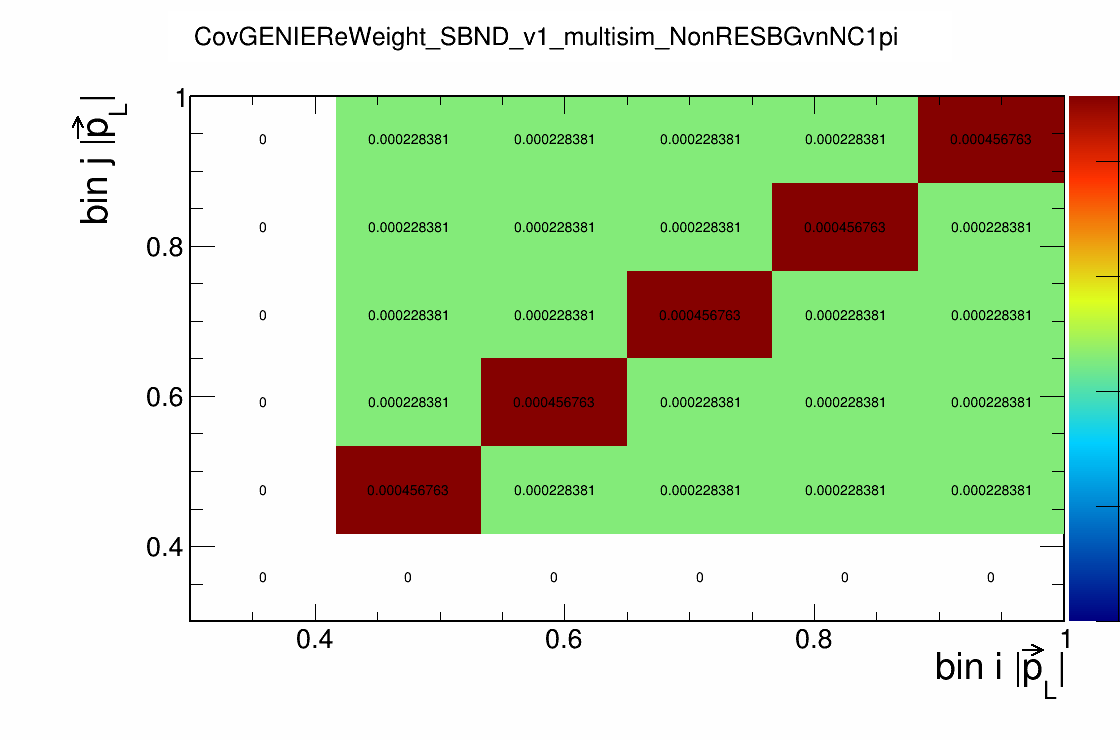 CovGENIEReWeight_SBND_v1_multisim_NonRESBGvnNC1pi
bin j |p⃗_L|
1
0 0.000228381 0.000228381 0.000228381 0.000228381 0.000456763
0 0.000228381 0.000228381 0.000228381 0.000456763 0.000228381
0.8
0 0.000228381 0.000228381 0.000456763 0.000228381 0.000228381
0 0.000228381 0.000456763 0.000228381 0.000228381 0.000228381
0.6
0 0.000456763 0.000228381 0.000228381 0.000228381 0.000228381
0.4
0 0 0 0 0 0
0.4 0.6 0.8 1
bin i |p⃗_L|